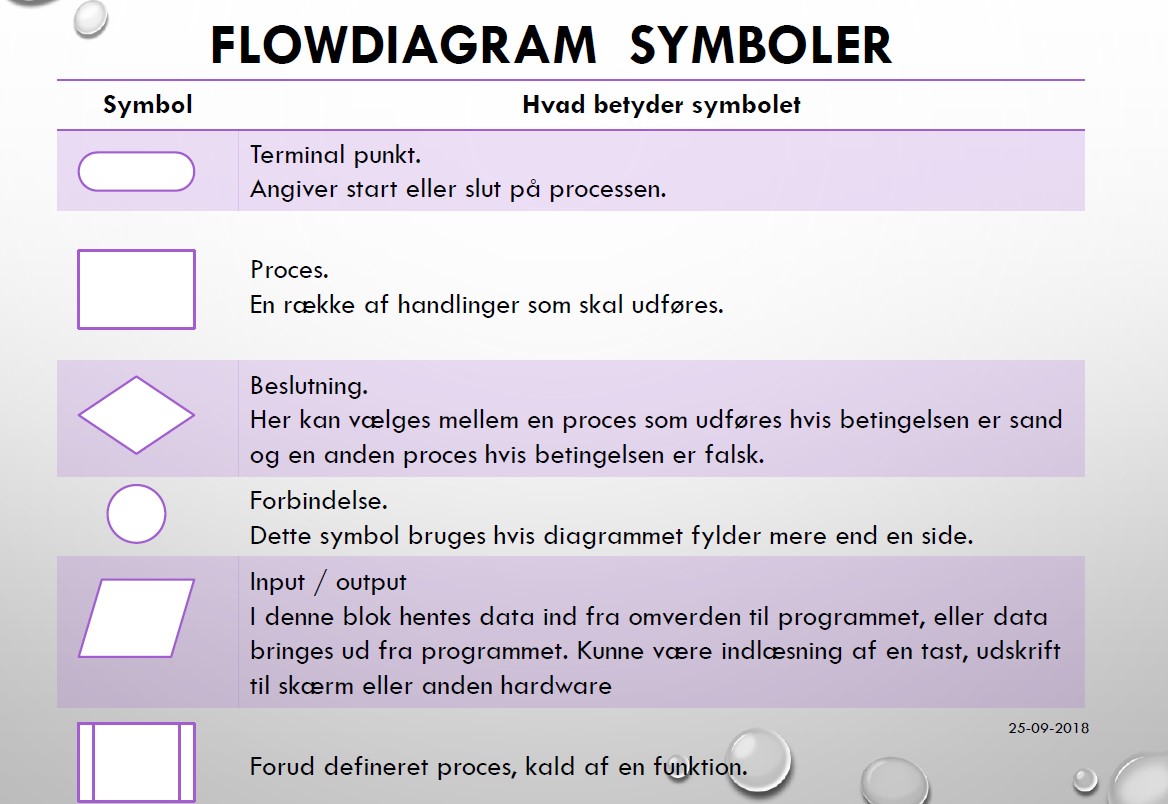 FLOWDIAGRAM SYMBOLER
Symbol
Hvad betyder symbolet
Terminal punkt.
Angiver start eller slut på processen.
Proces.
En række af handlinger som skal udføres.
Beslutning.
Her kan vælges mellem en proces som udføres hvis betingelsen er sand
og en anden proces hvis betingelsen er falsk.
Forbindelse.
Dette symbol bruges hvis diagrammet fylder mere end en side.
Input / output
I denne blok hentes data ind fra omverden til programmet, eller data
bringes ud fra programmet. Kunne være indlæsning af en tast, udskrift
til skærm eller anden hardware
25-09-2018
Forud defineret proces, kald af en funktion.